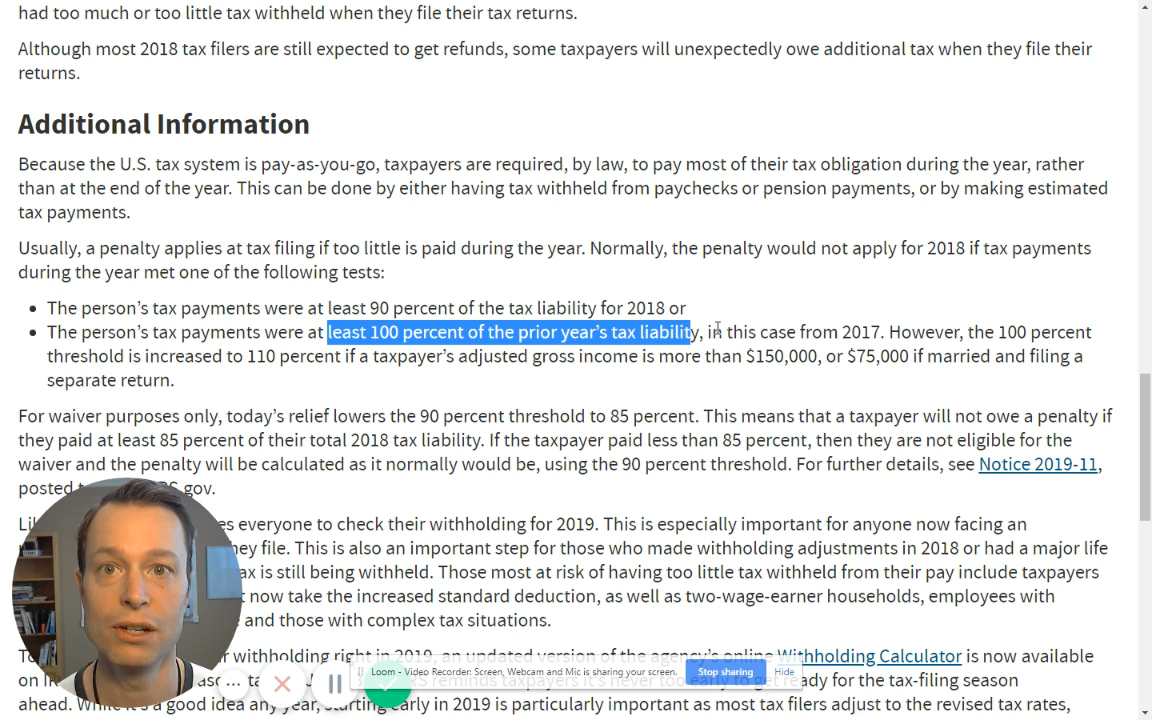 had too much or too little tax withheld when they file their tax returns.
Although most 2018 tax filers are still expected to get refunds, some taxpayers will unexpectedly owe additional tax when they file their
returns.
Additional Information
Because the U.S. tax system is pay-as-you-go, taxpayers are required, by law, to pay most of their tax obligation during the year, rather
than at the end of the year. This can be done by either having tax withheld from paychecks or pension payments, or by making estimated
tax payments.
Usually, a penalty applies at tax filing if too little is paid during the year. Normally, the penalty would not apply for 2018 if tax payments
during the year met one of the following tests:
• The person’s tax payments were at least 90 percent of the tax liability for 2018 or
• The person’s tax payments were at least 100 percent of the prior year’s tax liability, in this case from 2017. However, the 100 percent
threshold is increased to 110 percent if a taxpayer’s adjusted gross income is more than $150,000, or $75,000 if married and filing a
separate return.
For waiver purposes only, today’s relief lowers the 90 percent threshold to 85 percent. This means that a taxpayer will not owe a penalty if
they paid at least 85 percent of their total 2018 tax liability. If the taxpayer paid less than 85 percent, then they are not eligible for the
waiver and the penalty will be calculated as it normally would be, using the 90 percent threshold. For further details, see Notice 2019-11,
posted gov.
everyone to check their withholding for 2019. This is especially important for anyone now facing an
they file. This is also an important step for those who made withholding adjustments in 2018 or had a major life
is still being withheld. Those most at risk of having too little tax withheld from their pay include taxpayers
now take the increased standard deduction, as well as two-wage-earner households, employees with
and those with complex tax situations.
withholding right in 2019, an updated version of the agency’s online Withholding Calculator is now available
Loom - Video Recorder: Screen, Webcam and Mic is sharing your screen. Stop sharing Hide
on reminds taxpayers it’s never too early to get ready for the tax-filing season
ahead. While it’s a good idea any year, starting early in 2019 is particularly important as most tax filers adjust to the revised tax rates,